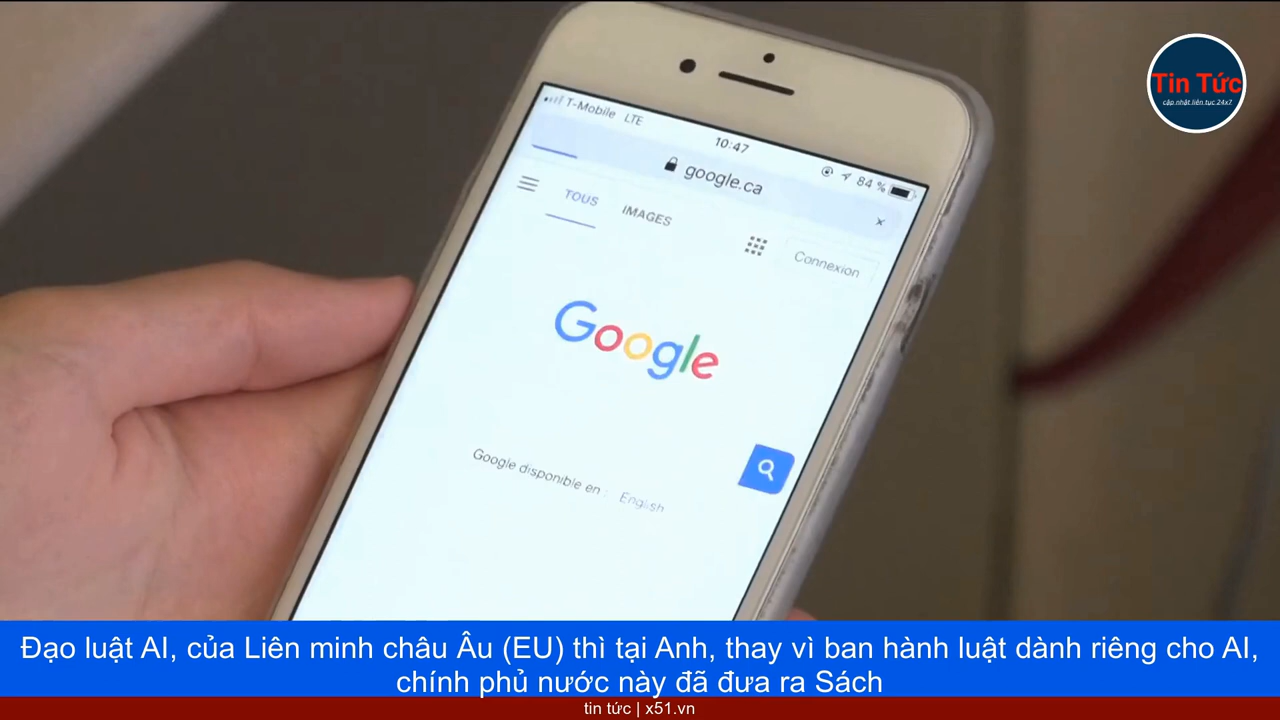 Tin Tức
cập nhật liên tục 24x7
T-Mobile LTE
10:47
84 %
google.ca
×
TOUS IMAGES
Connexion
Google
Google disponible en : English
Đạo luật AI, của Liên minh châu Âu (EU) thì tại Anh, thay vì ban hành luật dành riêng cho AI,
chính phủ nước này đã đưa ra Sách
tin tức | x51.vn